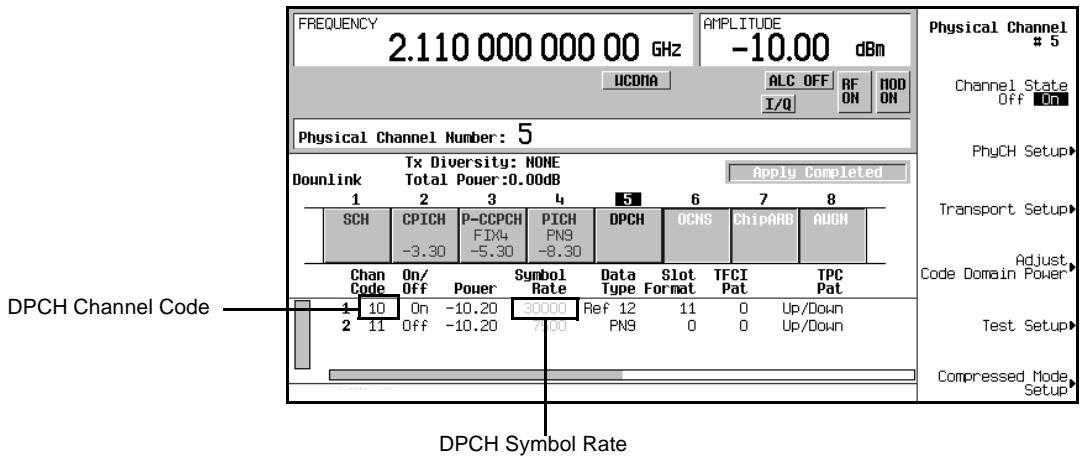 FREQUENCY
2.110 000 000 00 GHz
AMPLITUDE
-10.00 dBm
WCDMA
ALC OFF
I/Q
RF ON
MOD ON
Physical Channel Number: 5
Downlink
Tx Diversity: NONE
Total Power:0.00dB
Apply Completed
1 2 3 4 5 6 7 8
SCH CPICH P-CCPCH PICH DPCH OCNS ChipARB AWGN
FIX4 PN9
-3.30 -5.30 -8.30
Chan On/ Symbol Data Slot TFCI TPC
Code Off Power Rate Type Format Pat Pat
1 10 On -10.20 30000 Ref 12 11 0 Up/Down
2 11 Off -10.20 7500 PN9 0 0 Up/Down
Physical Channel
# 5
Channel State
Off On
PhyCH Setup
Transport Setup
Adjust
Code Domain Power
Test Setup
Compressed Mode
Setup
DPCH Channel Code
DPCH Symbol Rate